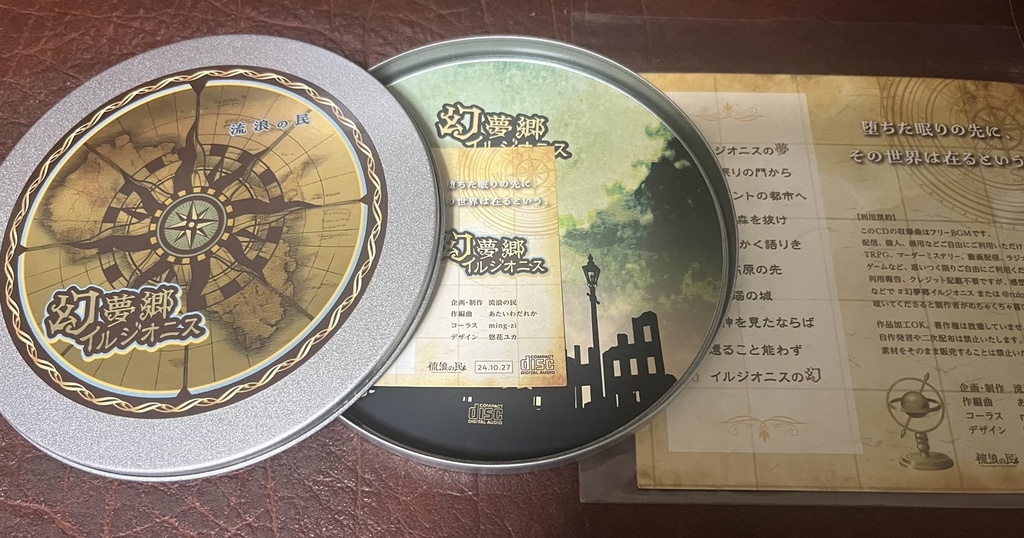 流浪の民
幻夢郷
イルジオニス
幻夢郷
イルジオニス
堕ちた眠りの先に
の世界は在るという。
幻夢郷
イルジオニス
企画・制作 流浪の民
作編曲 あたいわだれか
コーラス ming-zi
デザイン 悠花ユカ
流浪の民 24.10.27
COMPACT
disc
DIGITAL AUDIO
COMPACT
disc
DIGITAL AUDIO
ジオニスの夢
眠りの門から
ントの都市へ
森を抜け
かく語りき
高原の先
の城
神を見たならば
ること能わず
イルジオニスの幻
堕ちた眠りの先に、
その世界は在るという
【利用規約】
このCDの収録曲はフリーBGMです。
配信、個人、商用などご自由にご利用いただけ
TRPG、マーダーミステリー、動画配信、ラジ
ゲームなど、思いつく限りご自由にご利用くだ
利用報告、クレジット記載不要ですが、感想
などで #幻夢郷イルジオニス または
呟いてくださると制作者がめちゃくちゃ喜
作品加工OK。著作権は放棄していませ
自作発言や二次配布は禁止いたします。
素材をそのまま販売することは禁止い
企画・制作 流
作編曲 あ
コーラス
デザイン
流浪の民